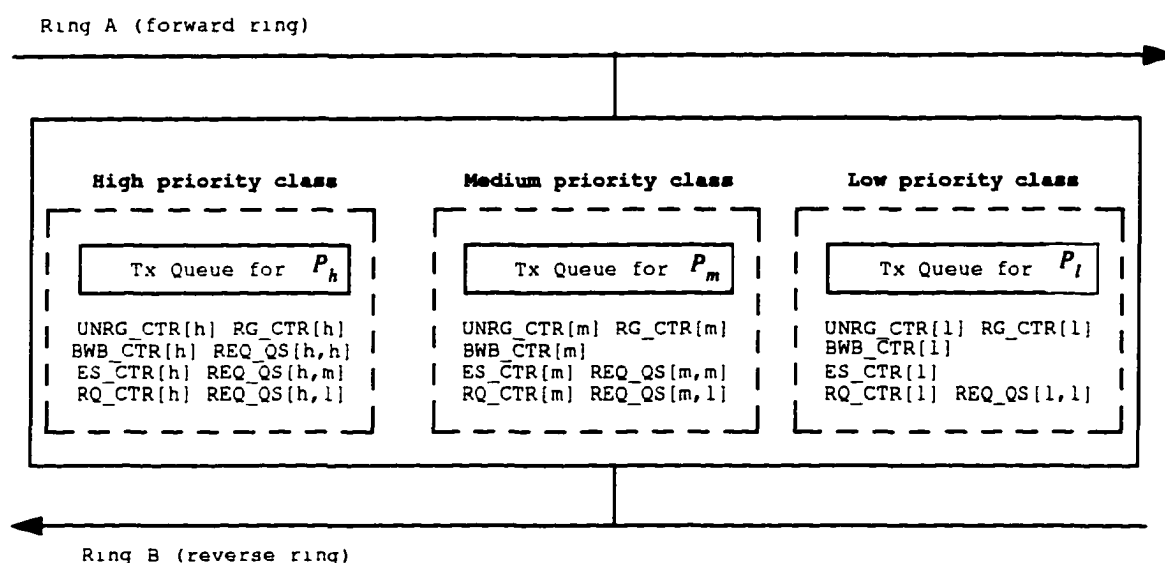 Ring A (forward ring)
High priority class
Tx Queue for P_h
UNRG_CTR[h] RG_CTR[h]
BWB_CTR[h] REQ_QS[h,h]
ES_CTR[h] REQ_QS[h,m]
RQ_CTR[h] REQ_QS[h,l]
Medium priority class
Tx Queue for P_m
UNRG_CTR[m] RG_CTR[m]
BWB_CTR[m]
ES_CTR[m] REQ_QS[m,m]
RQ_CTR[m] REQ_QS[m,l]
Low priority class
Tx Queue for P_l
UNRG_CTR[l] RG_CTR[l]
BWB_CTR[l]
ES_CTR[l]
RQ_CTR[l] REQ_QS[l,l]
Ring B (reverse ring)